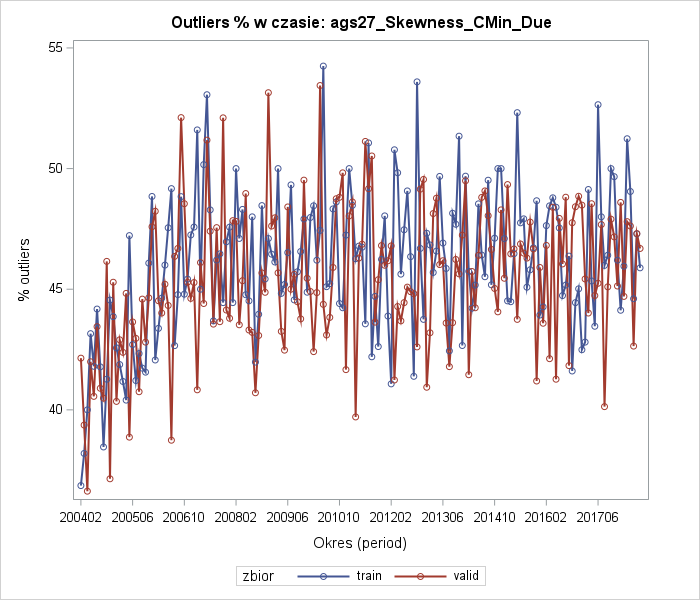 Outliers % w czasie: ags27_Skewness_CMin_Due
55
50
45
40
% outliers
200402 200506 200610 200802 200906 201010 201202 201306 201410 201602 201706
Okres (period)
zbior train valid